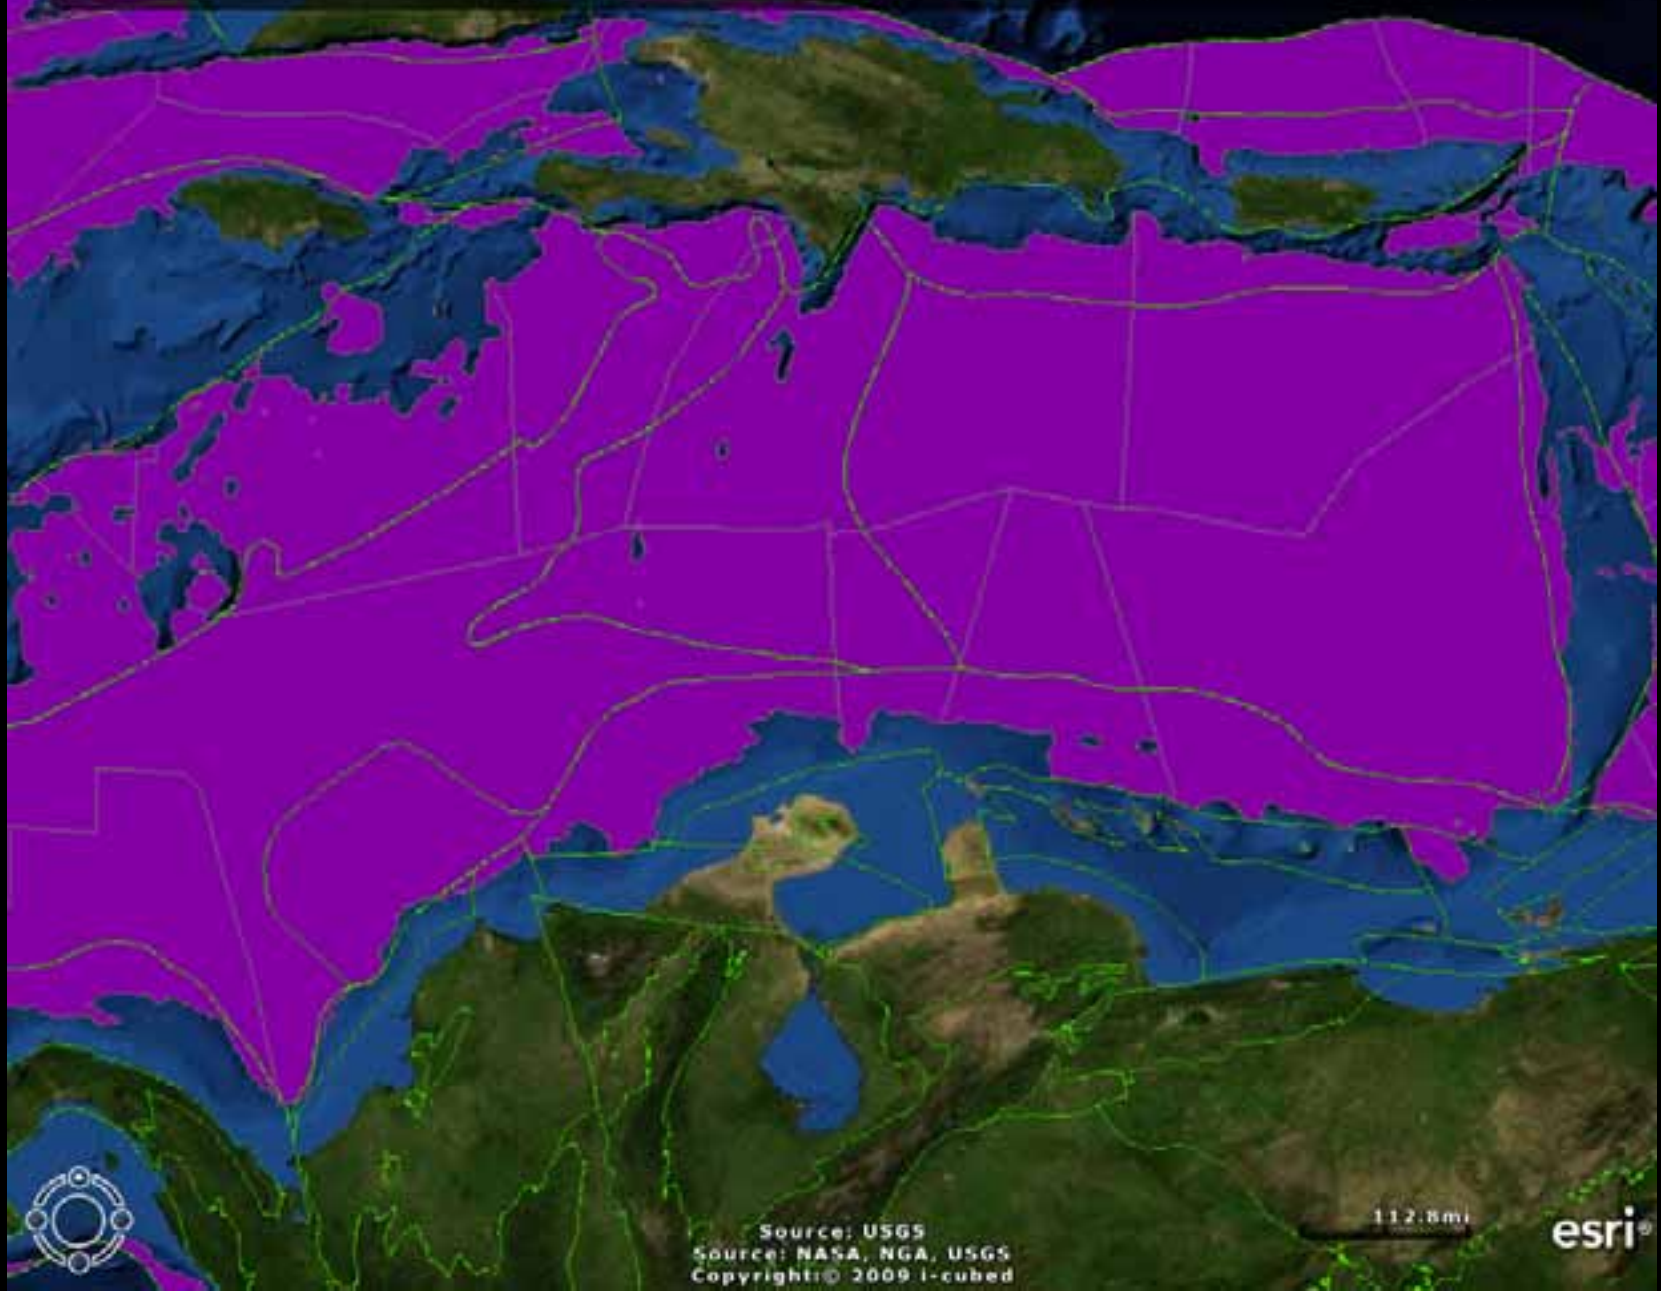 112.8mi
esri®
Source: USGS
Source: NASA, NGA, USGS
Copyright:© 2009 i-cubed